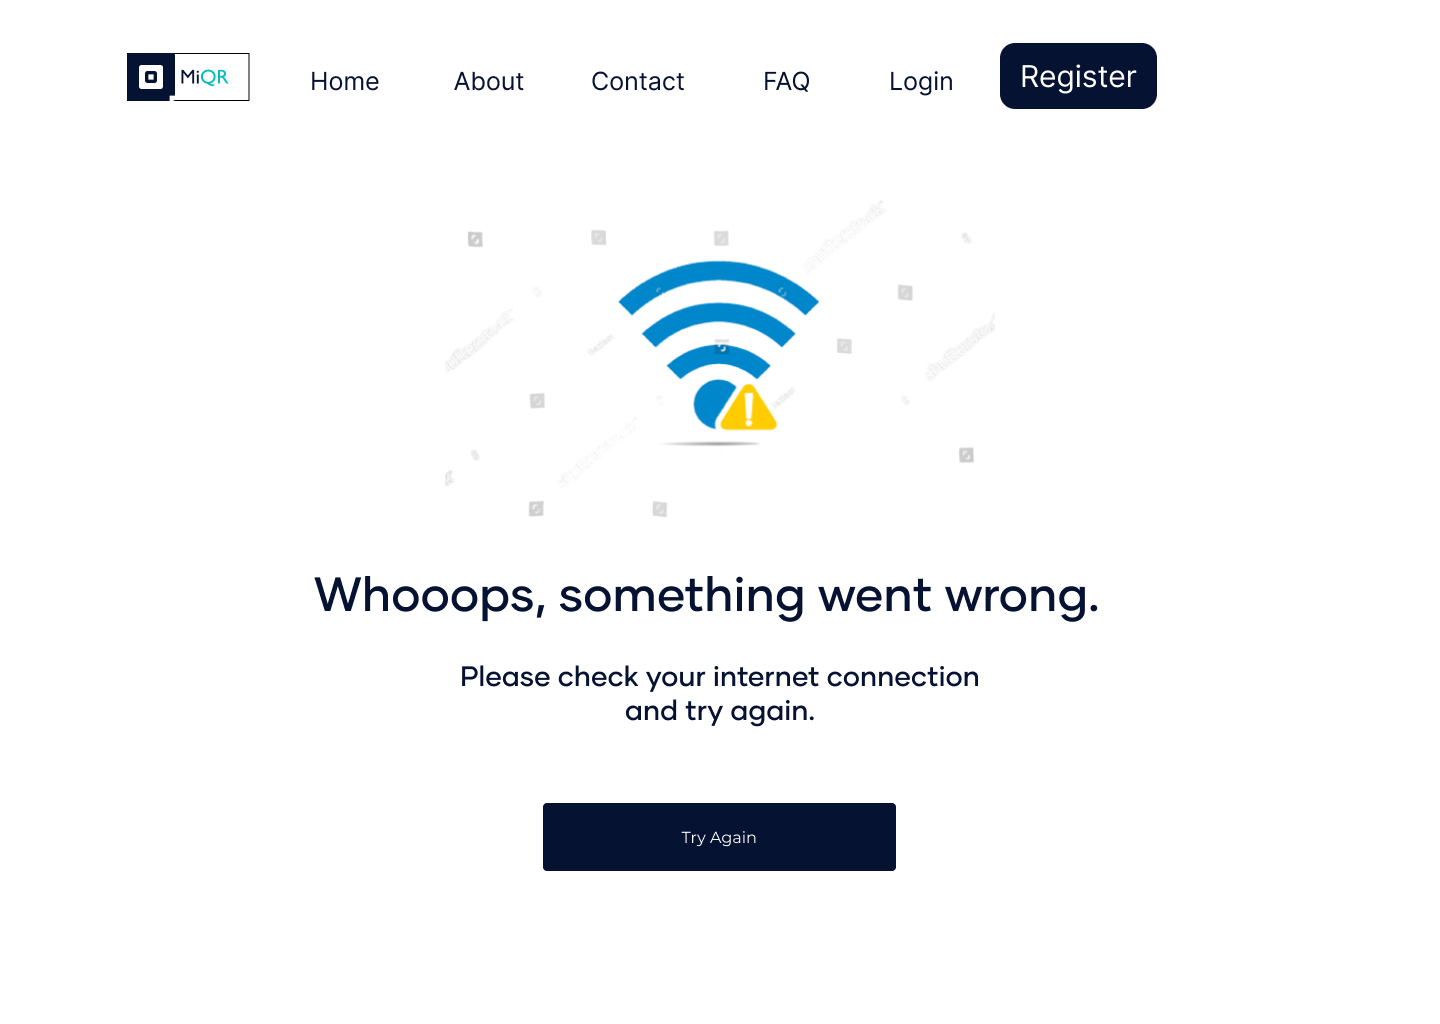 MiQR
Home
About
Contact
FAQ
Login
Register
Whooops, something went wrong.
Please check your internet connection
and try again.
Try Again